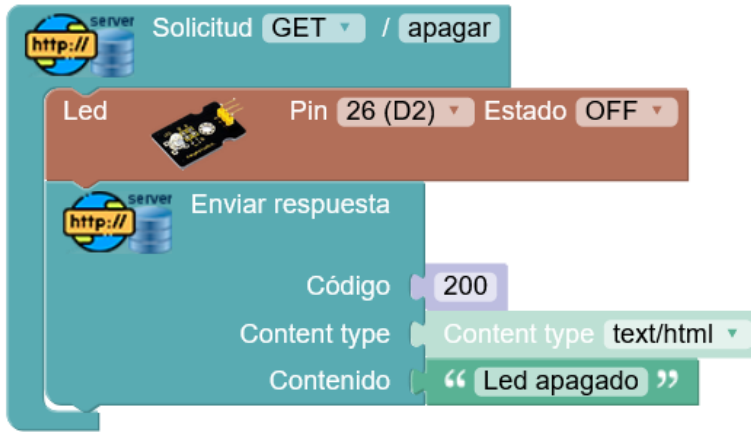 server
http:// Solicitud GET / apagar
Led Pin 26 (D2) Estado OFF
server
http:// Enviar respuesta
Código 200
Content type Content type text/html
Contenido “ Led apagado ”